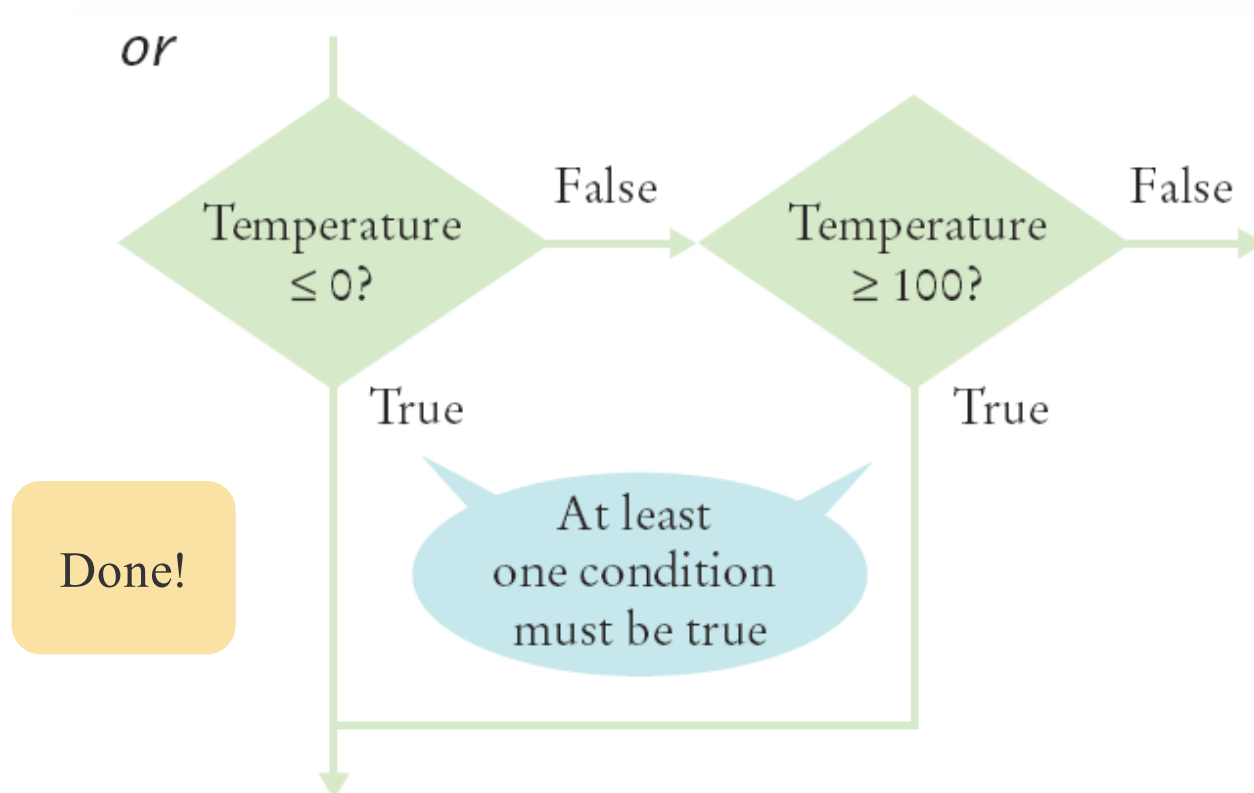 or
False
False
Temperature
≤ 0?
Temperature
≥ 100?
True
True
At least
one condition
must be true
Done!